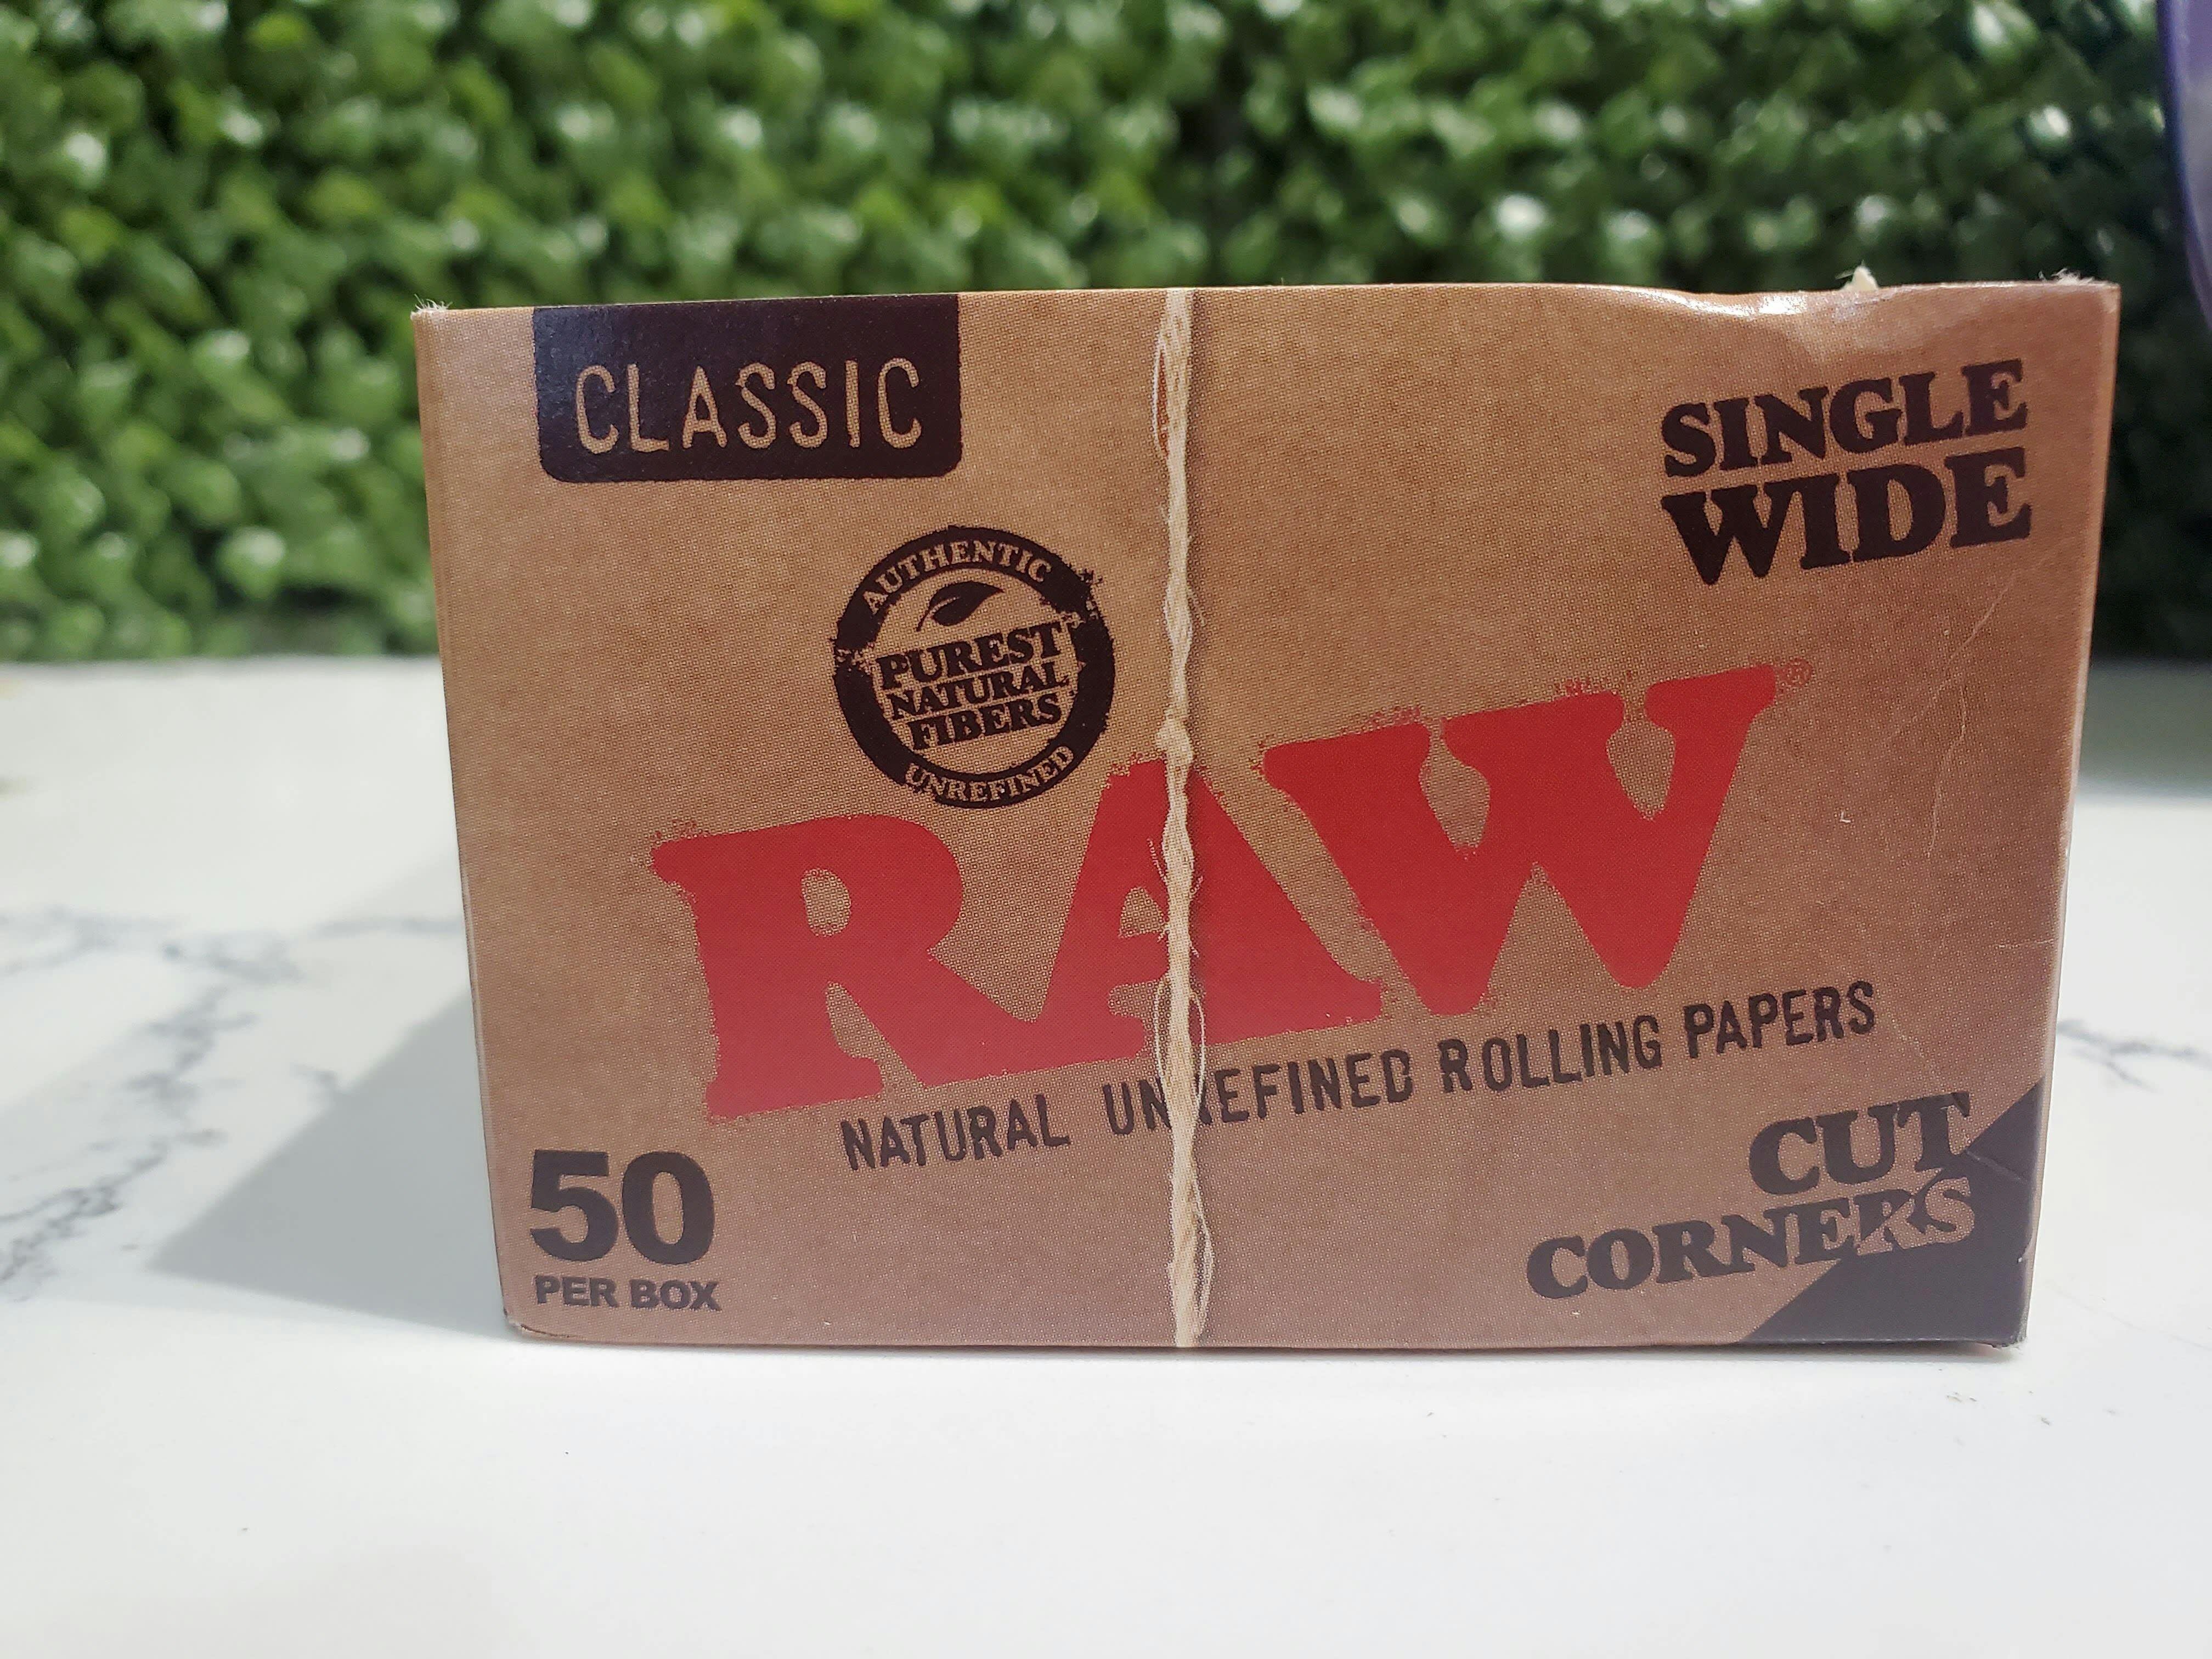 CLASSIC
SINGLE
WIDE
AUTHENTIC
PUREST
NATURAL
FIBERS
UNREFINED
RAW®
NATURAL UNREFINED ROLLING PAPERS
50
PER BOX
CUT
CORNERS